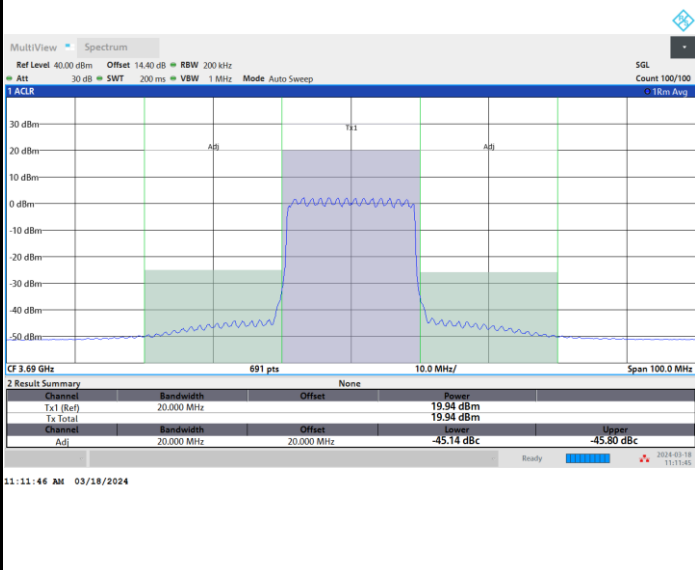 MultiView Spectrum
Ref Level 40.00 dBm Offset 14.40 dB RBW 200 kHz SGL
Att 30 dB SWT 200 ms VBW 1 MHz Mode Auto Sweep Count 100/100
1 ACLR 1Rm Avg
30 dBm
Tx1
20 dBm Adj Adj
10 dBm
0 dBm
-10 dBm
-20 dBm
-30 dBm
-40 dBm
-50 dBm
CF 3.69 GHz 691 pts 10.0 MHz/ Span 100.0 MHz
2 Result Summary None
Channel Bandwidth Offset Power
Tx1 (Ref) 20.000 MHz 19.94 dBm
Tx Total 19.94 dBm
Channel Bandwidth Offset Lower Upper
Adj 20.000 MHz 20.000 MHz -45.14 dBc -45.80 dBc
Ready 2024-03-18
11:11:45
11:11:46 AM 03/18/2024